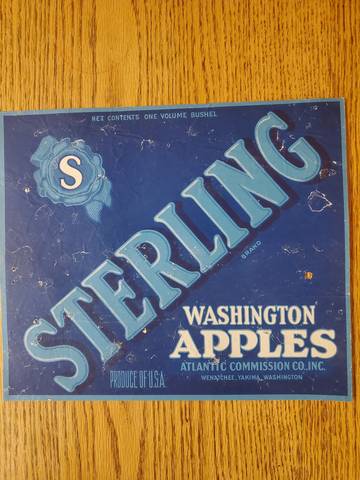 NET CONTENTS ONE VOLUME BUSHEL
S
STERLING
BRAND
WASHINGTON
APPLES
ATLANTIC COMMISSION CO., INC.
WENATCHEE, YAKIMA, WASHINGTON
PRODUCE OF U.S.A.